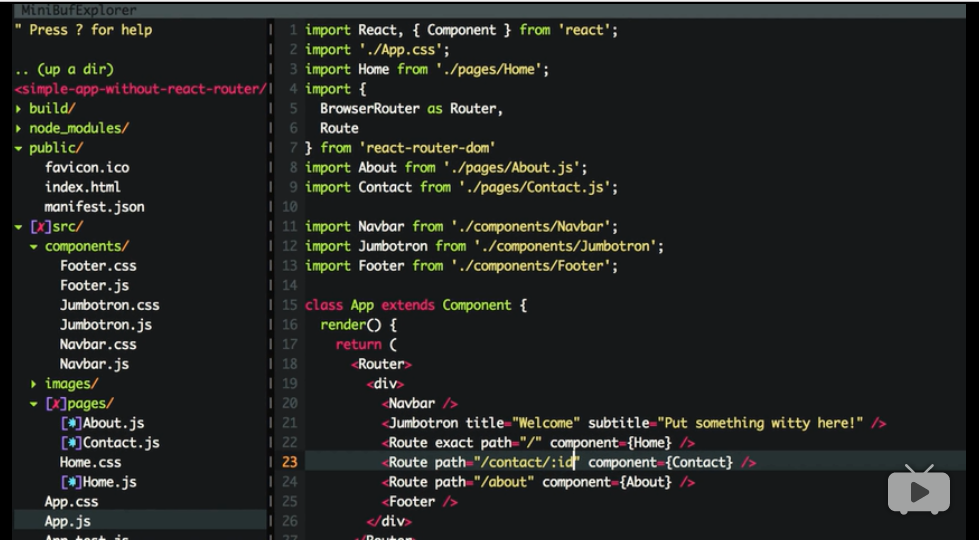 MiniBufExplorer
" Press ? for help
.. (up a dir)
<simple-app-without-react-router/
▸ build/
▸ node_modules/
▾ public/
favicon.ico
index.html
manifest.json
▾ [✗]src/
▾ components/
Footer.css
Footer.js
Jumbotron.css
Jumbotron.js
Navbar.css
Navbar.js
▸ images/
▾ [✗]pages/
[✹]About.js
[✹]Contact.js
Home.css
[✹]Home.js
App.css
App.js
App.test.js
1 import React, { Component } from 'react';
2 import './App.css';
3 import Home from './pages/Home';
4 import {
5 BrowserRouter as Router,
6 Route
7 } from 'react-router-dom'
8 import About from './pages/About.js';
9 import Contact from './pages/Contact.js';
10
11 import Navbar from './components/Navbar';
12 import Jumbotron from './components/Jumbotron';
13 import Footer from './components/Footer';
14
15 class App extends Component {
16 render() {
17 return (
18 <Router>
19 <div>
20 <Navbar />
21 <Jumbotron title="Welcome" subtitle="Put something witty here!" />
22 <Route exact path="/" component={Home} />
23 <Route path="/contact/:id" component={Contact} />
24 <Route path="/about" component={About} />
25 <Footer />
26 </div>
27 </Router>